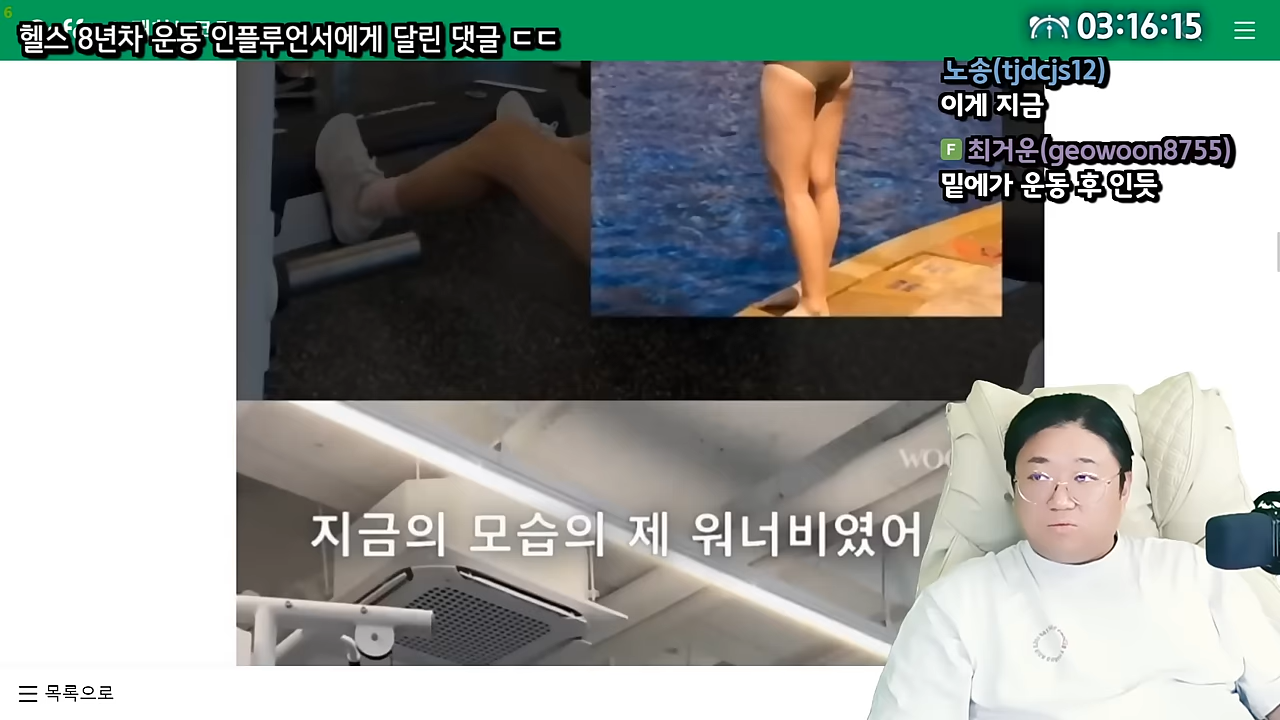 6
헬스 8년차 운동 인플루언서에게 달린 댓글 ㄷㄷ
03:16:15
노송(tjdcjs12)
이게 지금
F 최거운(geowoon8755)
밑에가 운동 후 인듯
지금의 모습의 제 워너비였어
목록으로